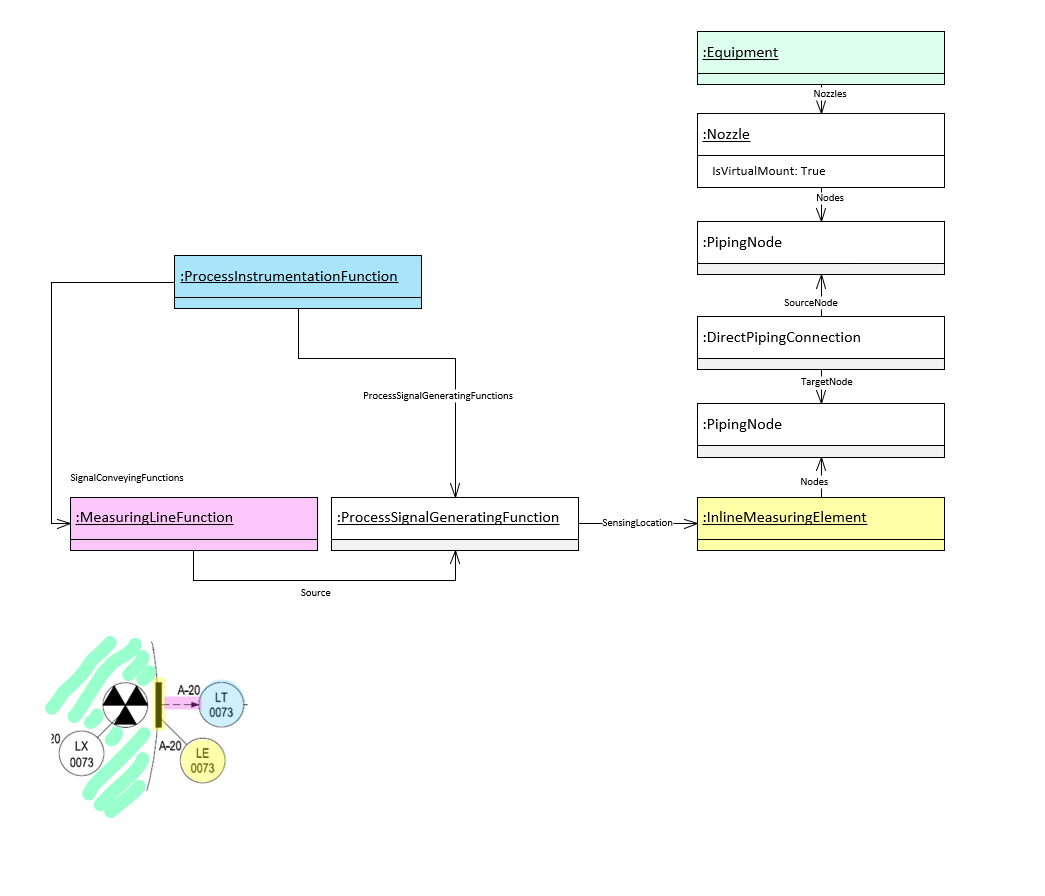 :Equipment
Nozzles
:Nozzle
IsVirtualMount: True
Nodes
:PipingNode
:ProcessInstrumentationFunction
SourceNode
:DirectPipingConnection
TargetNode
ProcessSignalGeneratingFunctions
:PipingNode
SignalConveyingFunctions
Nodes
:MeasuringLineFunction
:ProcessSignalGeneratingFunction
SensingLocation
:InlineMeasuringElement
Source
A-20
LT
0073
20
A-20
LX
0073
LE
0073